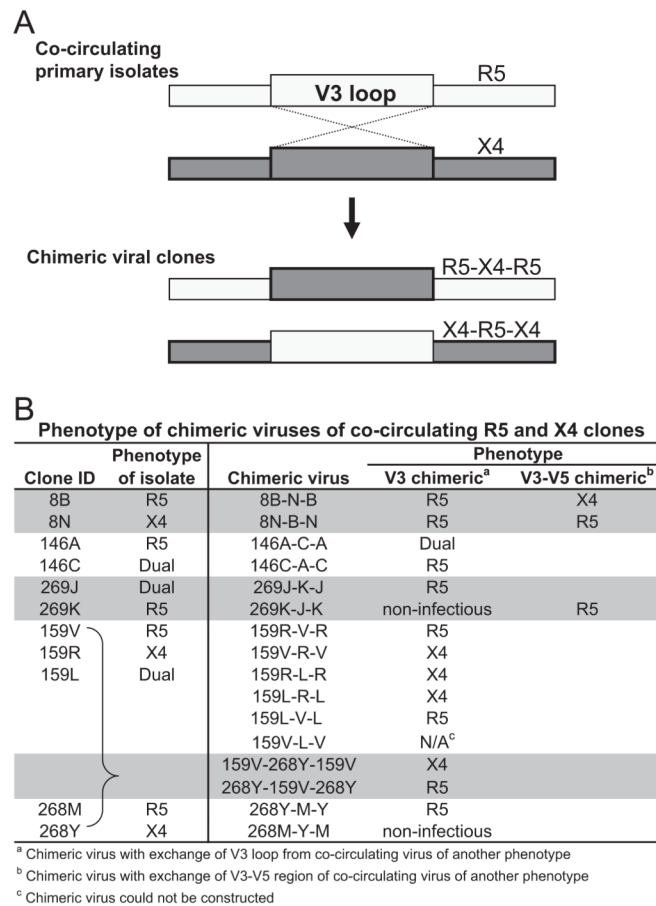 A
Co-circulating
primary isolates
R5
V3 loop
X4
Chimeric viral clones
R5-X4-R5
X4-R5-X4
B
Phenotype of chimeric viruses of co-circulating R5 and X4 clones
Phenotype Phenotype
Clone ID of isolate Chimeric virus V3 chimeric^a V3-V5 chimeric^b
8B R5 8B-N-B R5 X4
8N X4 8N-B-N R5 R5
146A R5 146A-C-A Dual
146C Dual 146C-A-C R5
269J Dual 269J-K-J R5
269K R5 269K-J-K non-infectious R5
159V R5 159R-V-R R5
159R X4 159V-R-V X4
159L Dual 159R-L-R X4
159L-R-L X4
159L-V-L R5
159V-L-V N/A^c
159V-268Y-159V X4
268Y-159V-268Y R5
268M R5 268Y-M-Y R5
268Y X4 268M-Y-M non-infectious
^a Chimeric virus with exchange of V3 loop from co-circulating virus of another phenotype
^b Chimeric virus with exchange of V3-V5 region of co-circulating virus of another phenotype
^c Chimeric virus could not be constructed